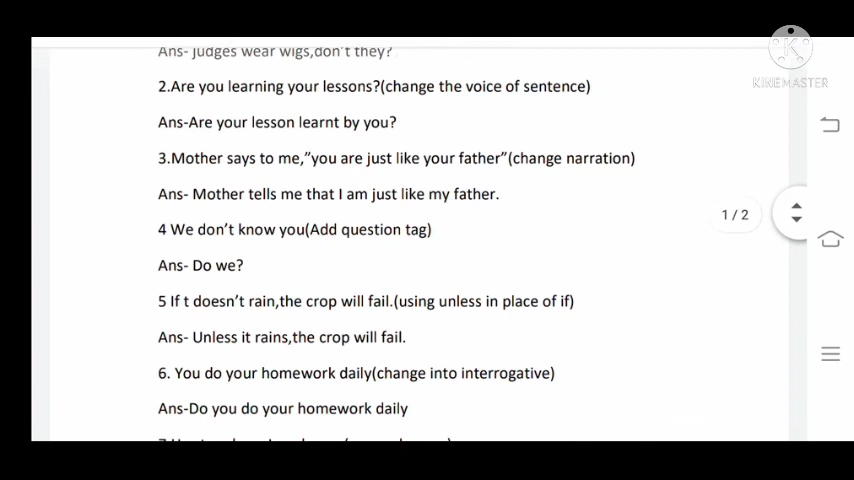 Ans- judges wear wigs,don't they?
2.Are you learning your lessons?(change the voice of sentence)
Ans-Are your lesson learnt by you?
3.Mother says to me,"you are just like your father"(change narration)
Ans- Mother tells me that I am just like my father.
4 We don't know you(Add question tag)
Ans- Do we?
5 If t doesn't rain,the crop will fail.(using unless in place of if)
Ans- Unless it rains,the crop will fail.
6. You do your homework daily(change into interrogative)
Ans-Do you do your homework daily
KINEMASTER
1 / 2